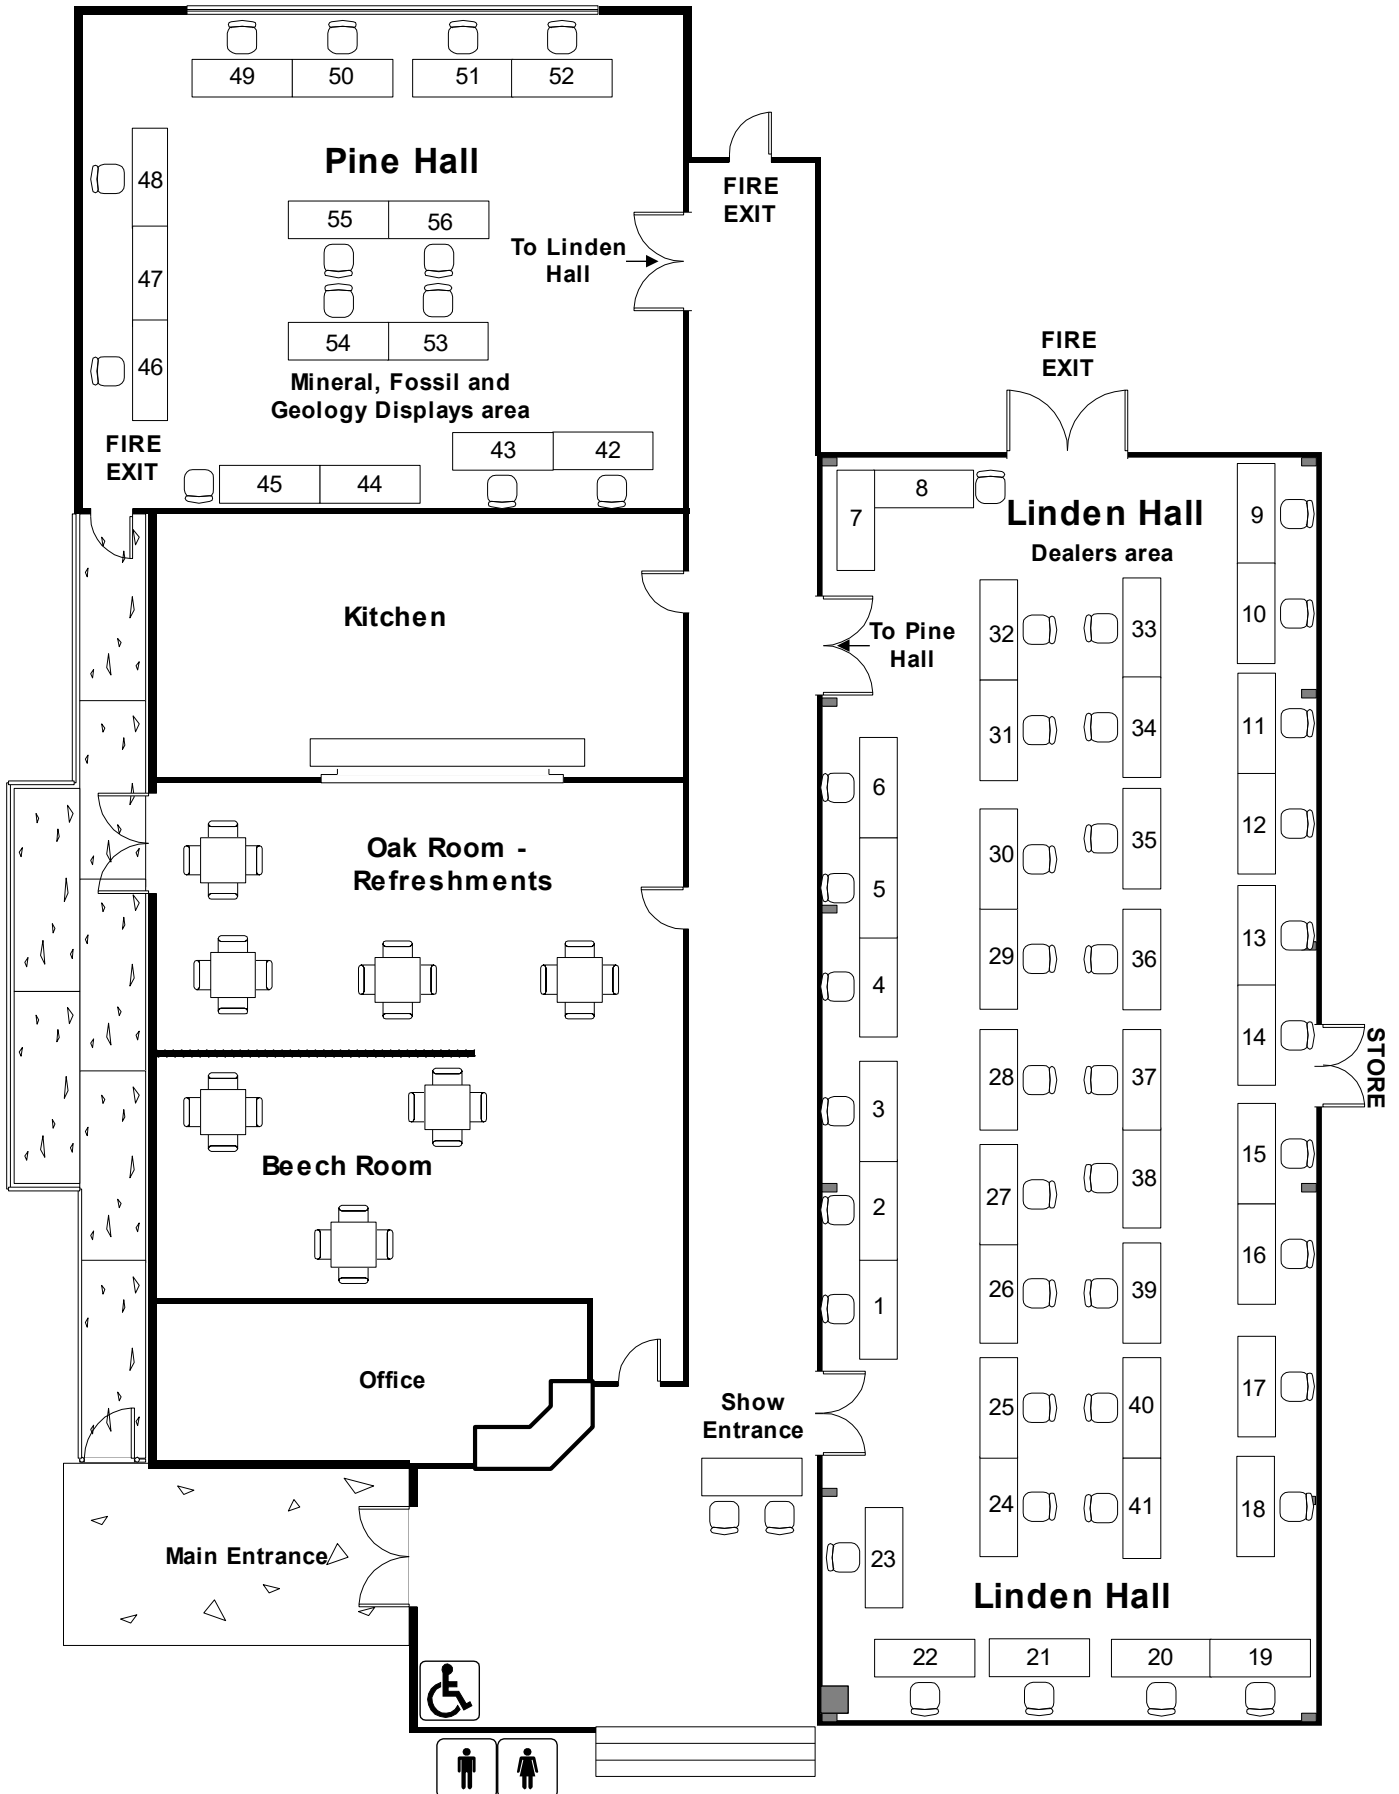 49 50 51 52
Pine Hall
48
55 56
FIRE
EXIT
To Linden
Hall
47
54 53
46
Mineral, Fossil and
Geology Displays area
FIRE
EXIT
43 42
45 44
FIRE
EXIT
7 8
Linden Hall
Dealers area
9
10
Kitchen
32 33
To Pine
Hall
31 34
11
6
35
12
Oak Room -
Refreshments
30
5
29 36
13
4
14
STORE
28 37
3
15
Beech Room
38
27
2
16
26 39
1
Office
17
Show
Entrance
25 40
24 41
18
Main Entrance
23
Linden Hall
22 21 20 19